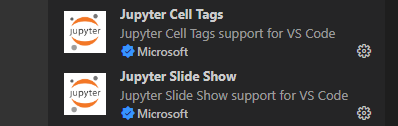 Jupyter Cell Tags
jupyter
Jupyter Cell Tags support for VS Code
Microsoft
Jupyter Slide Show
jupyter
Jupyter Slide Show support for VS Code
Microsoft